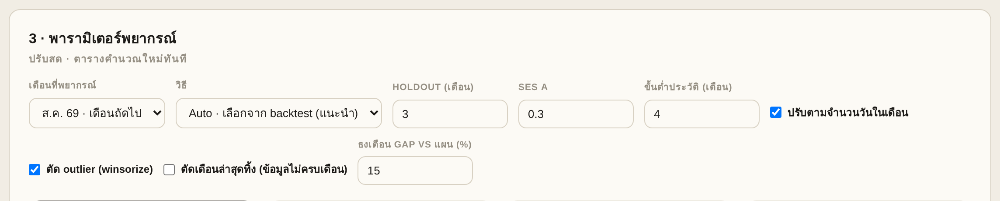 3 · พารามิเตอร์พยากรณ์
ปรับสด · ตารางคำนวณใหม่ทันที
เดือนที่พยากรณ์ วิธี HOLDOUT (เดือน) SES Α ขั้นต่ำประวัติ (เดือน)
ส.ค. 69 · เดือนถัดไป Auto · เลือกจาก backtest (แนะนำ) 3 0.3 4 ปรับตามจำนวนวันในเดือน
ธงเตือน GAP VS แผน (%)
ตัด outlier (winsorize) ตัดเดือนล่าสุดทิ้ง (ข้อมูลไม่ครบเดือน) 15